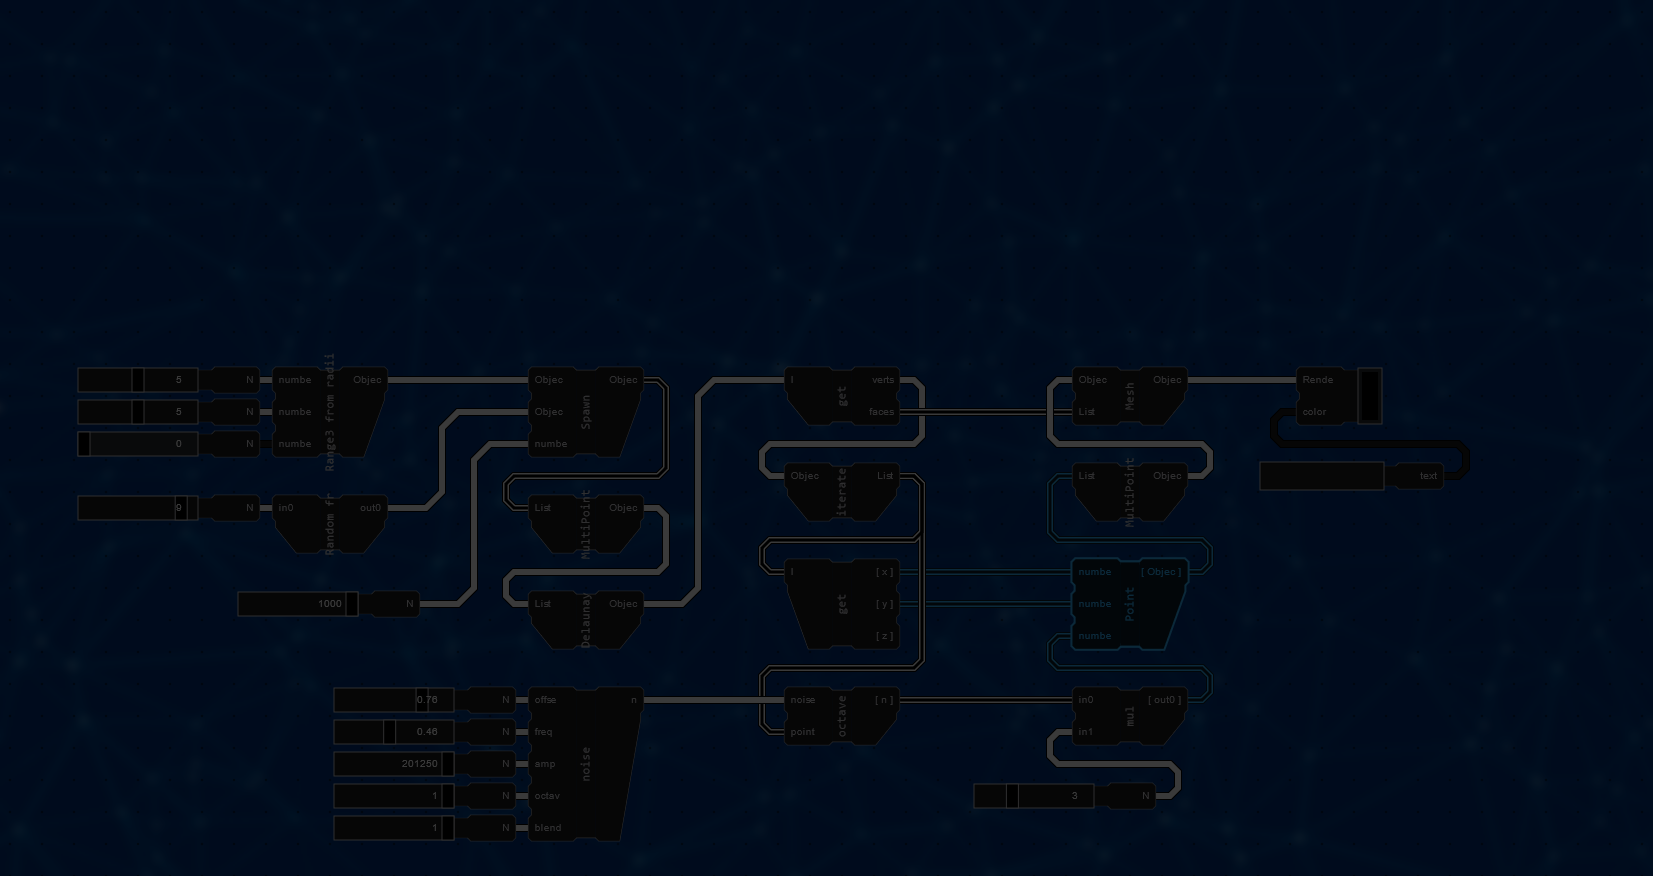 5 N numbe Objec
5 N numbe
0 N numbe
Range3 from radii
9 N in0 out0
Random fr
1000 N
Objec Objec
Objec
numbe
Spawn
List Objec
MultiPoint
List Objec
Delaunay
0.76 N offse n
0.46 N freq
201250 N amp
1 N octav
1 N blend
noise
verts
faces
get
Objec List
iterate
[ x ]
[ y ]
[ z ]
get
noise [ n ]
point
octave
Objec Objec
List
Mesh
List Objec
MultiPoint
numbe [ Objec ]
numbe
numbe
Point
in0 [ out0 ]
in1
mul
3 N
Rende
color
text